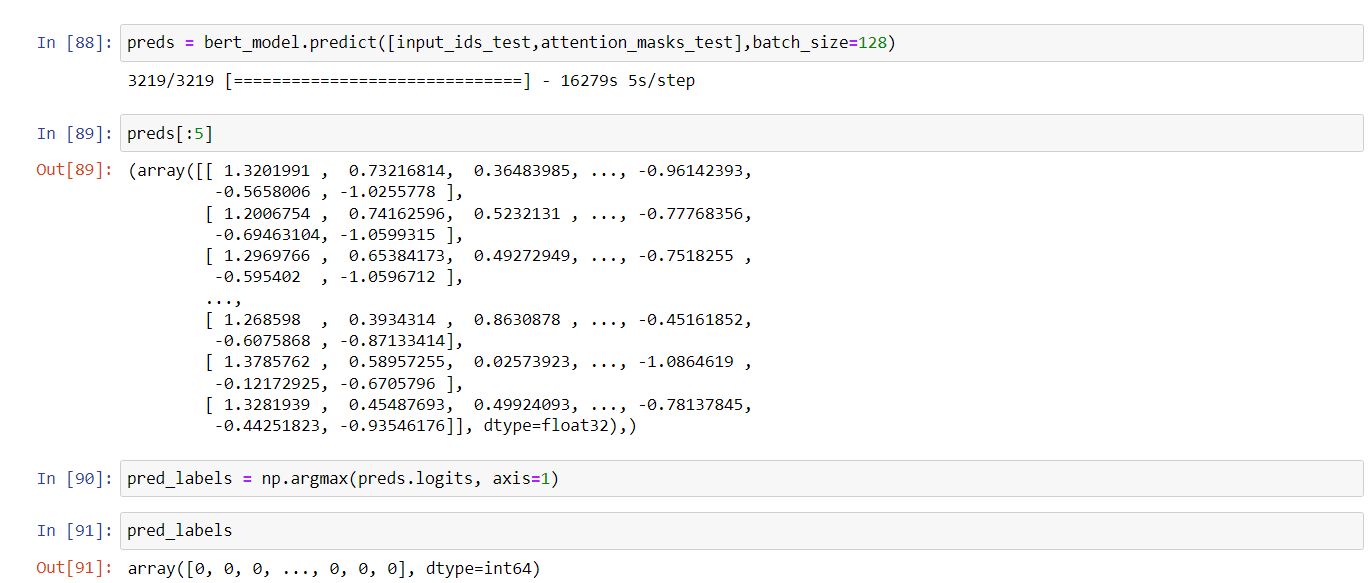 In [88]: preds = bert_model.predict([input_ids_test,attention_masks_test],batch_size=128)
3219/3219 [==============================] - 16279s 5s/step
In [89]: preds[:5]
Out[89]: (array([[ 1.3201991 ,  0.73216814,  0.36483985, ..., -0.96142393,
-0.5658006 , -1.0255778 ],
[ 1.2006754 ,  0.74162596,  0.5232131 , ..., -0.77768356,
-0.69463104, -1.0599315 ],
[ 1.2969766 ,  0.65384173,  0.49272949, ..., -0.7518255 ,
-0.595402  , -1.0596712 ],
...,
[ 1.268598  ,  0.3934314 ,  0.8630878 , ..., -0.45161852,
-0.6075868 , -0.87133414],
[ 1.3785762 ,  0.58957255,  0.02573923, ..., -1.0864619 ,
-0.12172925, -0.6705796 ],
[ 1.3281939 ,  0.45487693,  0.49924093, ..., -0.78137845,
-0.44251823, -0.93546176]], dtype=float32),)
In [90]: pred_labels = np.argmax(preds.logits, axis=1)
In [91]: pred_labels
Out[91]: array([0, 0, 0, ..., 0, 0, 0], dtype=int64)